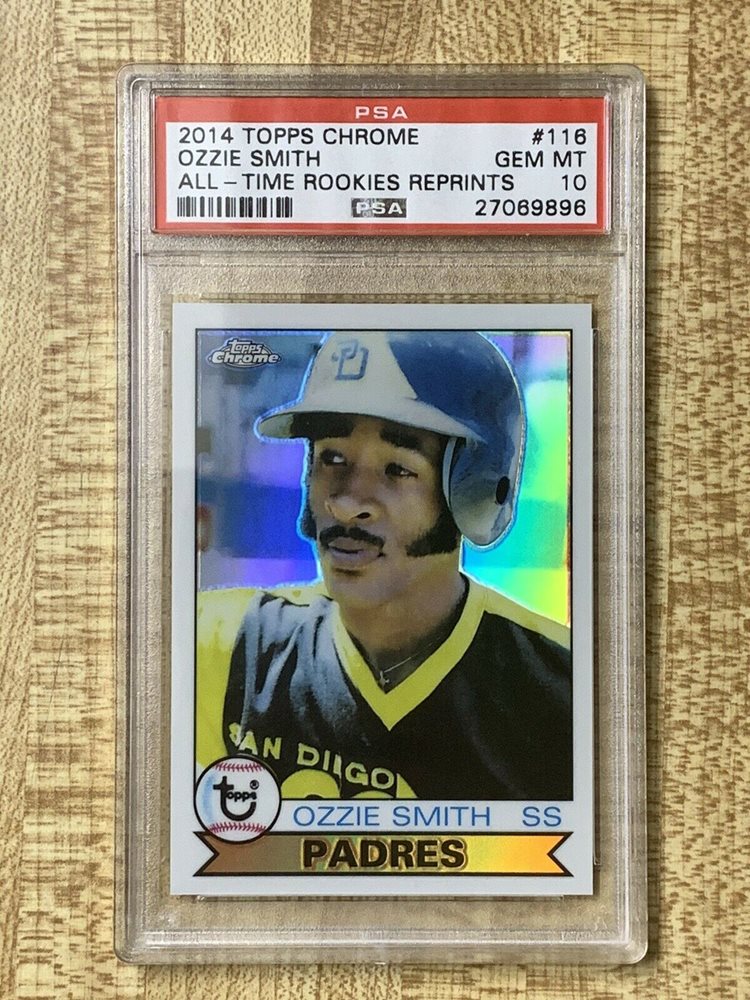 PSA
2014 TOPPS CHROME #116
OZZIE SMITH GEM MT
ALL-TIME ROOKIES REPRINTS 10
PSA 27069896
Topps
Chrome
PD
SAN DIEGO
Topps
OZZIE SMITH SS
PADRES